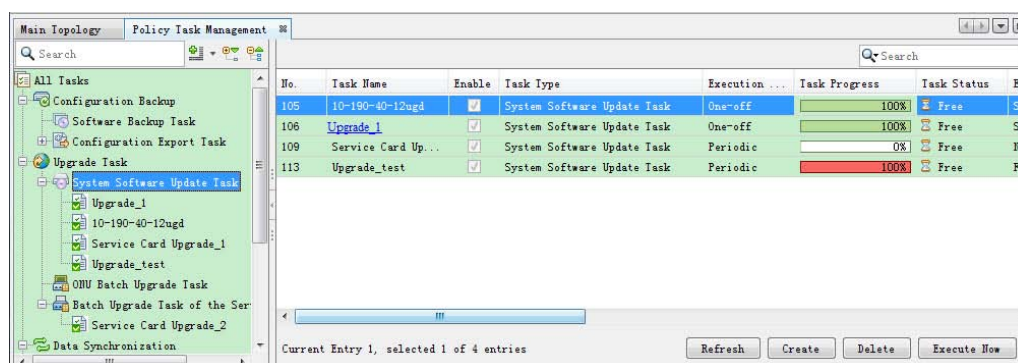 Main Topology Policy Task Management
Search Search
All Tasks
Configuration Backup
Software Backup Task
Configuration Export Task
Upgrade Task
System Software Update Task
Upgrade_1
10-190-40-12ugd
Service Card Upgrade_1
Upgrade_test
ONU Batch Upgrade Task
Batch Upgrade Task of the Ser
Service Card Upgrade_2
Data Synchronization
No. Task Name Enable Task Type Execution ... Task Progress Task Status
105 10-190-40-12ugd System Software Update Task One-off 100% Free
106 Upgrade_1 System Software Update Task One-off 100% Free
109 Service Card Up... System Software Update Task Periodic 0% Free
113 Upgrade_test System Software Update Task Periodic 100% Free
Current Entry 1, selected 1 of 4 entries Refresh Create Delete Execute Now